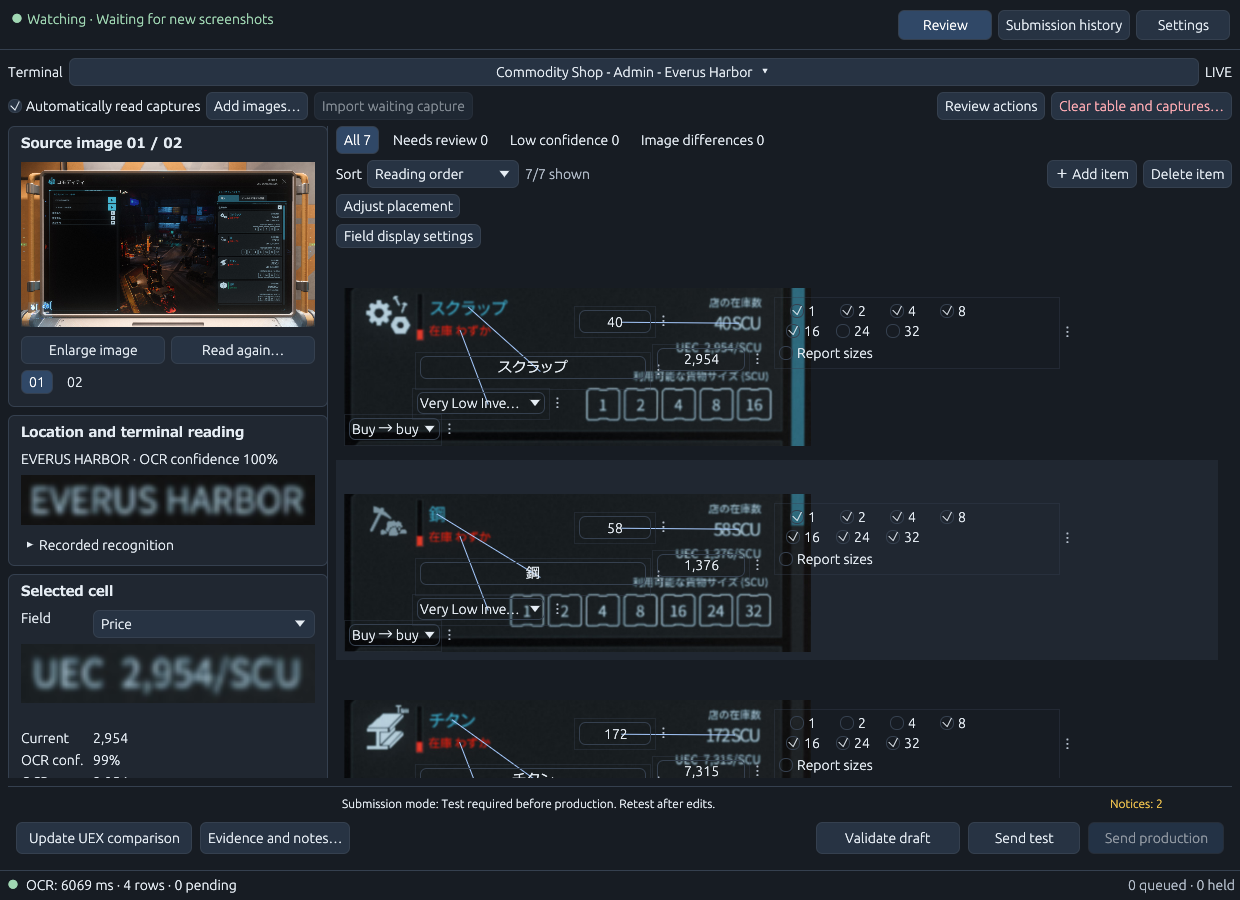 Watching · Waiting for new screenshots
Review
Submission history
Settings
Terminal
Commodity Shop - Admin - Everus Harbor
LIVE
Automatically read captures
Add images…
Import waiting capture
Review actions
Clear table and captures…
Source image 01 / 02
Enlarge image
Read again…
01
02
Location and terminal reading
EVERUS HARBOR · OCR confidence 100%
EVERUS HARBOR
Recorded recognition
Selected cell
Field
Price
UEC 2,954/SCU
Current 2,954
OCR conf. 99%
All 7
Needs review 0
Low confidence 0
Image differences 0
Sort
Reading order
7/7 shown
+ Add item
Delete item
Adjust placement
Field display settings
スクラップ
店の在庫数
40
40SCU
在庫 わずか
UEC 2,954/SCU
2,954
スクラップ
利用可能な貨物サイズ (SCU)
Very Low Inve…
1 2 4 8 16
Buy → buy
1 2 4 8
16 24 32
Report sizes
鋼
店の在庫数
58
58SCU
在庫 わずか
UEC 1,376/SCU
1,376
鋼
利用可能な貨物サイズ (SCU)
Very Low Inve…
1 2 4 8 16 24 32
Buy → buy
1 2 4 8
16 24 32
Report sizes
チタン
店の在庫数
172
172SCU
在庫 わずか
UEC 7,315/SCU
7,315
チタン
1 2 4 8
16 24 32
Report sizes
Submission mode: Test required before production. Retest after edits.
Notices: 2
Update UEX comparison
Evidence and notes…
Validate draft
Send test
Send production
OCR: 6069 ms · 4 rows · 0 pending
0 queued · 0 held